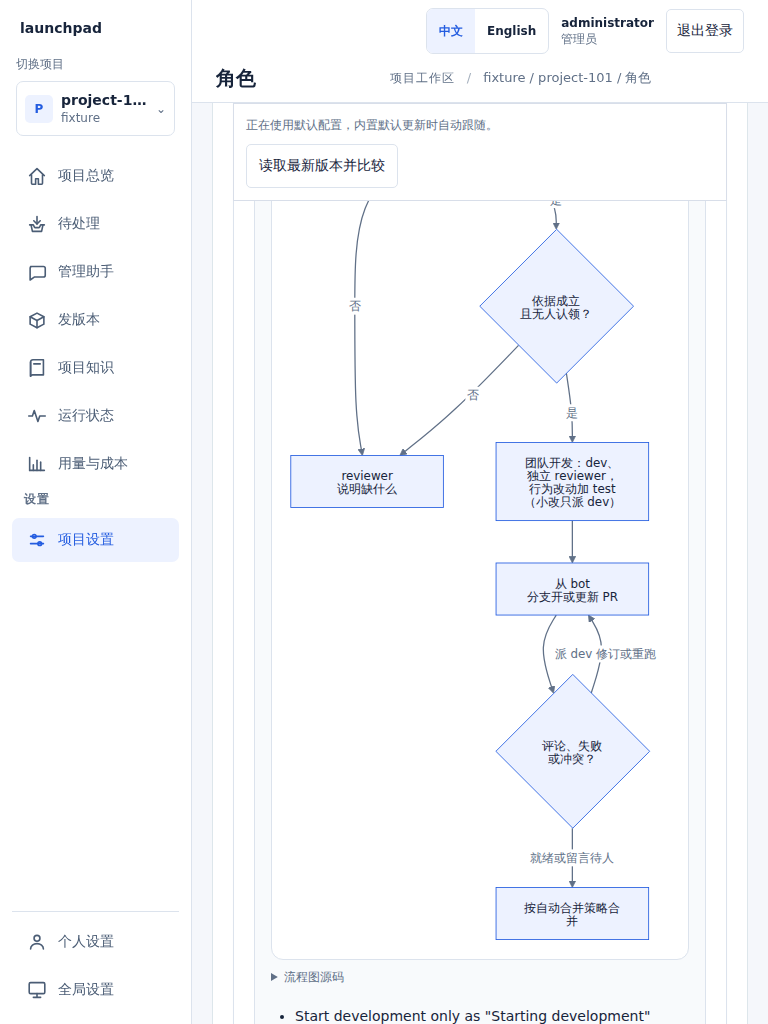 launchpad
切换项目
P
project-1…
fixture
项目总览
待处理
管理助手
发版本
项目知识
运行状态
用量与成本
设置
项目设置
个人设置
全局设置
中文
English
administrator
管理员
退出登录
角色
项目工作区 / fixture / project-101 / 角色
正在使用默认配置，内置默认更新时自动跟随。
读取最新版本并比较
是
依据成立
且无人认领？
否
否
是
reviewer
说明缺什么
团队开发：dev、
独立 reviewer，
行为改动加 test
（小改只派 dev）
从 bot
分支开或更新 PR
派 dev 修订或重跑
评论、失败
或冲突？
就绪或留言待人
按自动合并策略合
并
流程图源码
• Start development only as "Starting development"